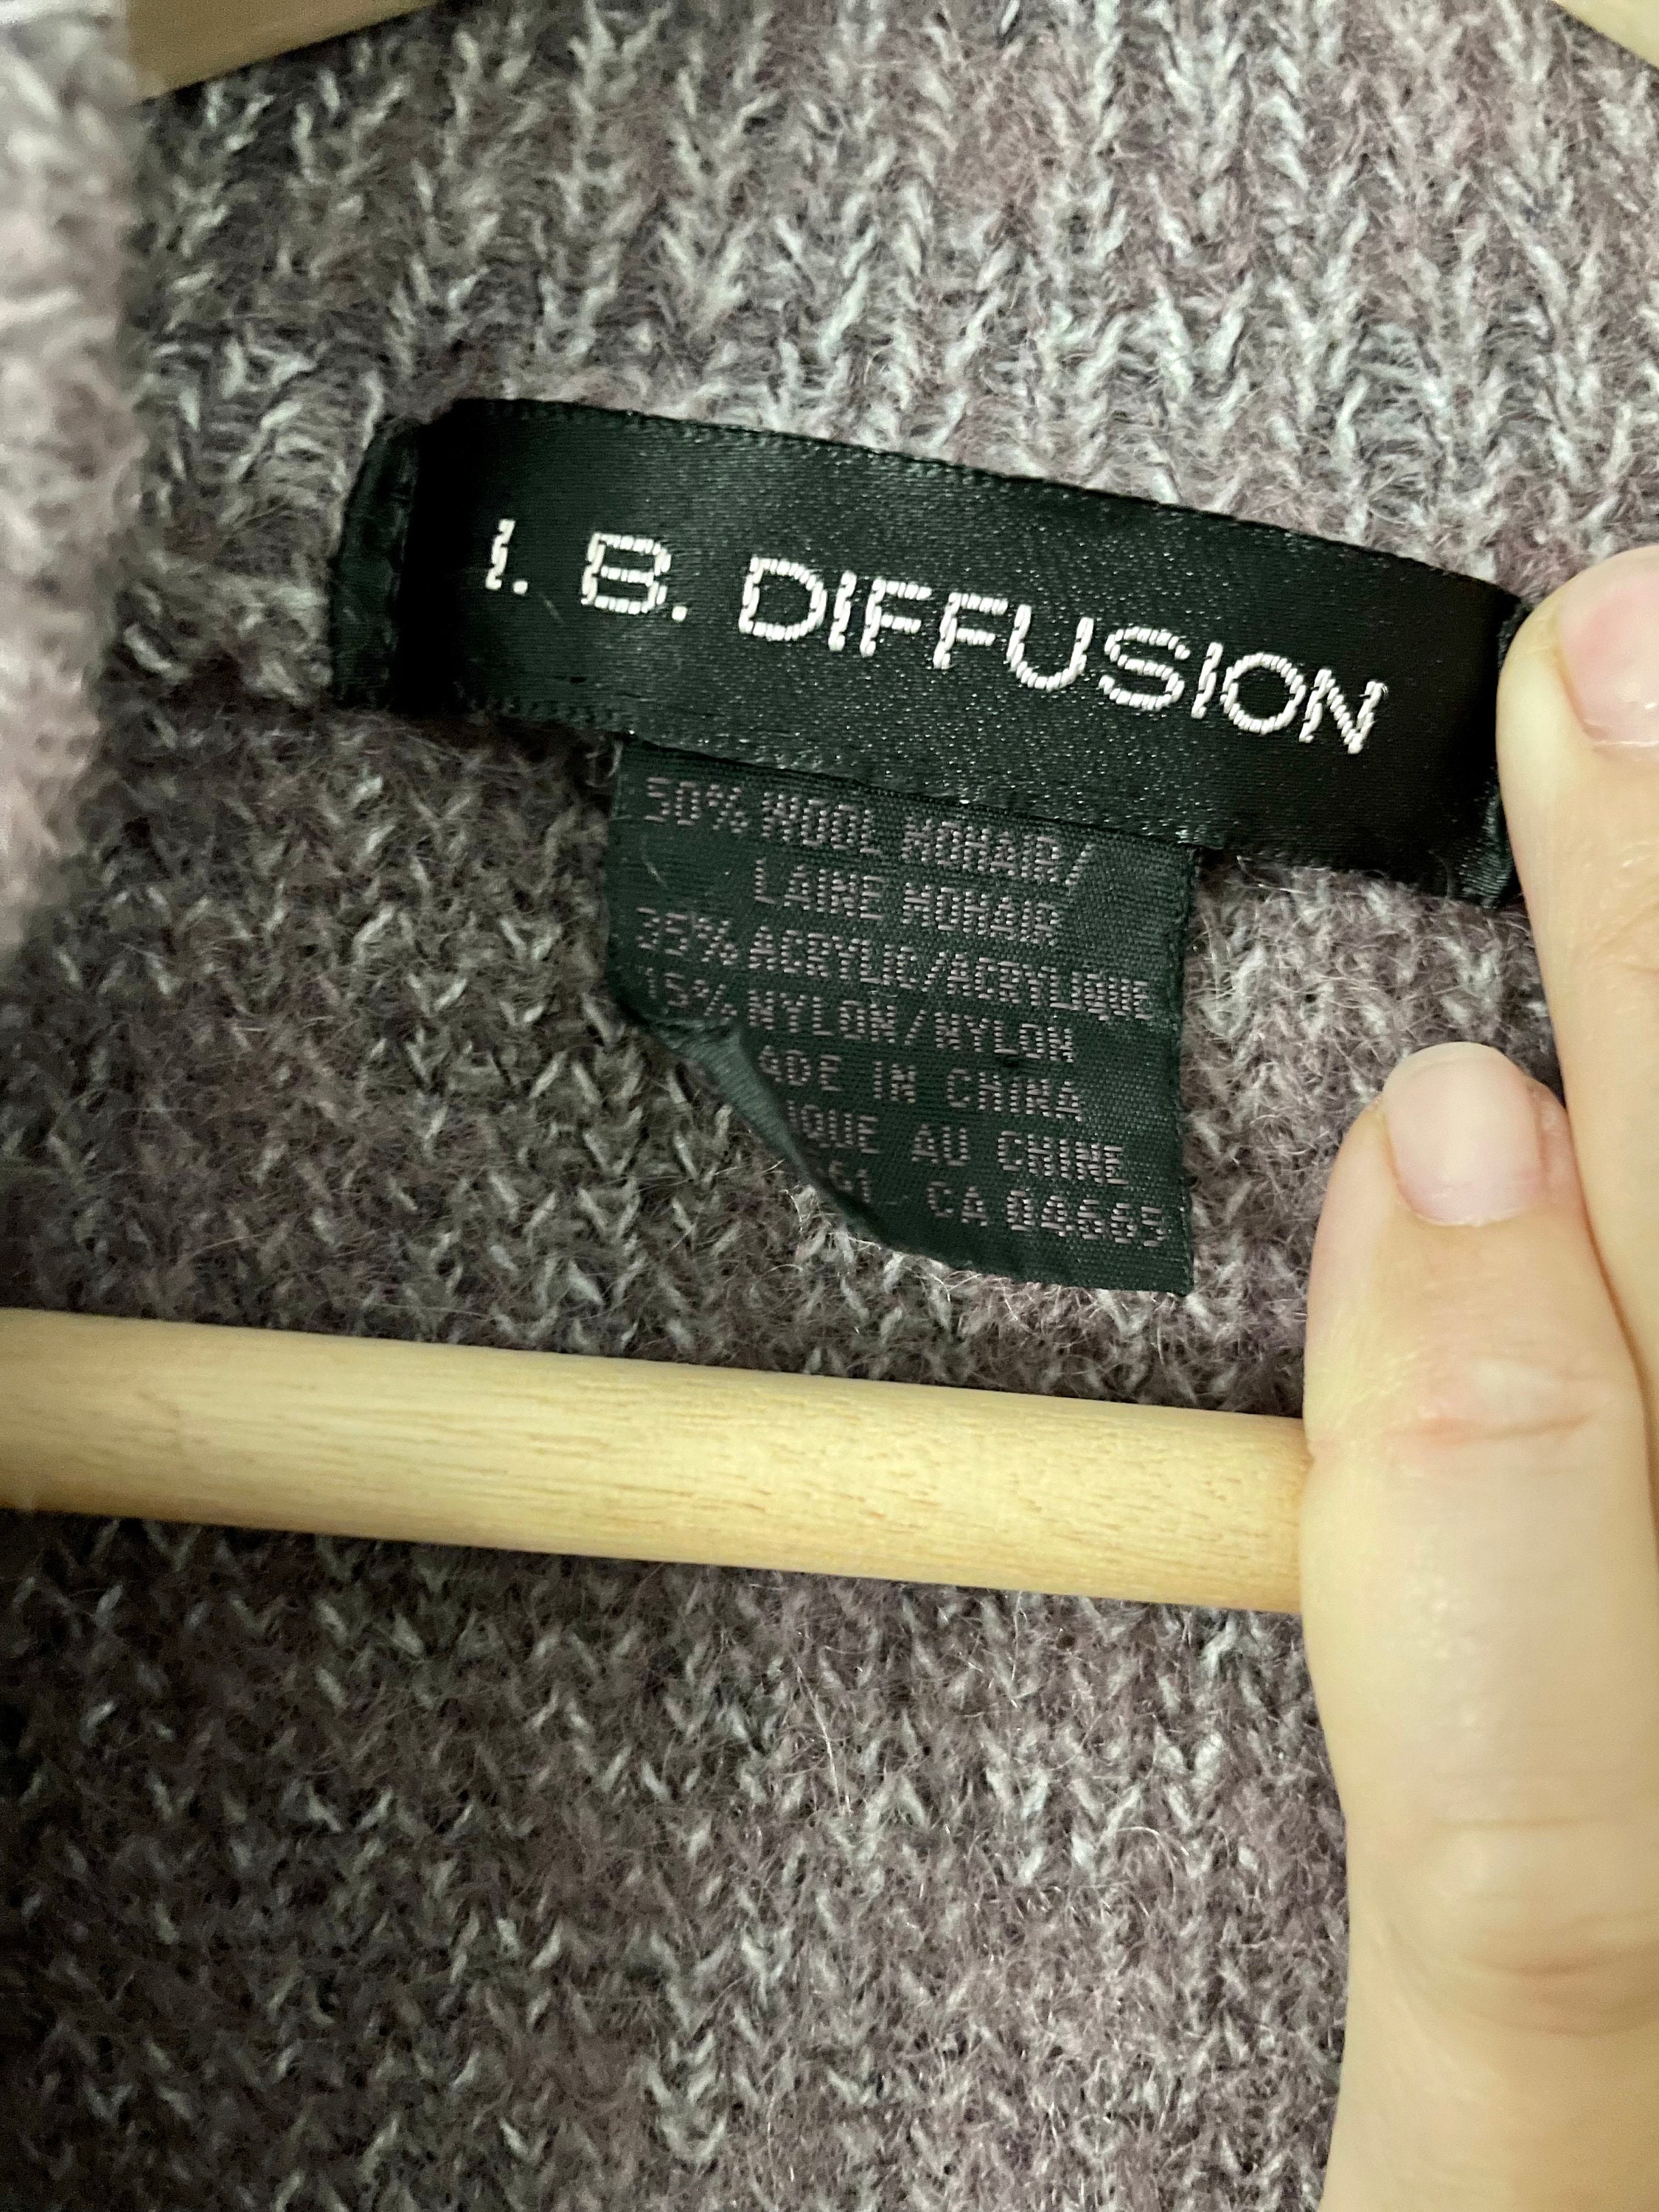 I. B. DIFFUSION
50% WOOL MOHAIR/
LAINE MOHAIR
35% ACRYLIC/ACRYLIQUE
15% NYLON/NYLON
ADE IN CHINA
IQUE AU CHINE
CA 04665